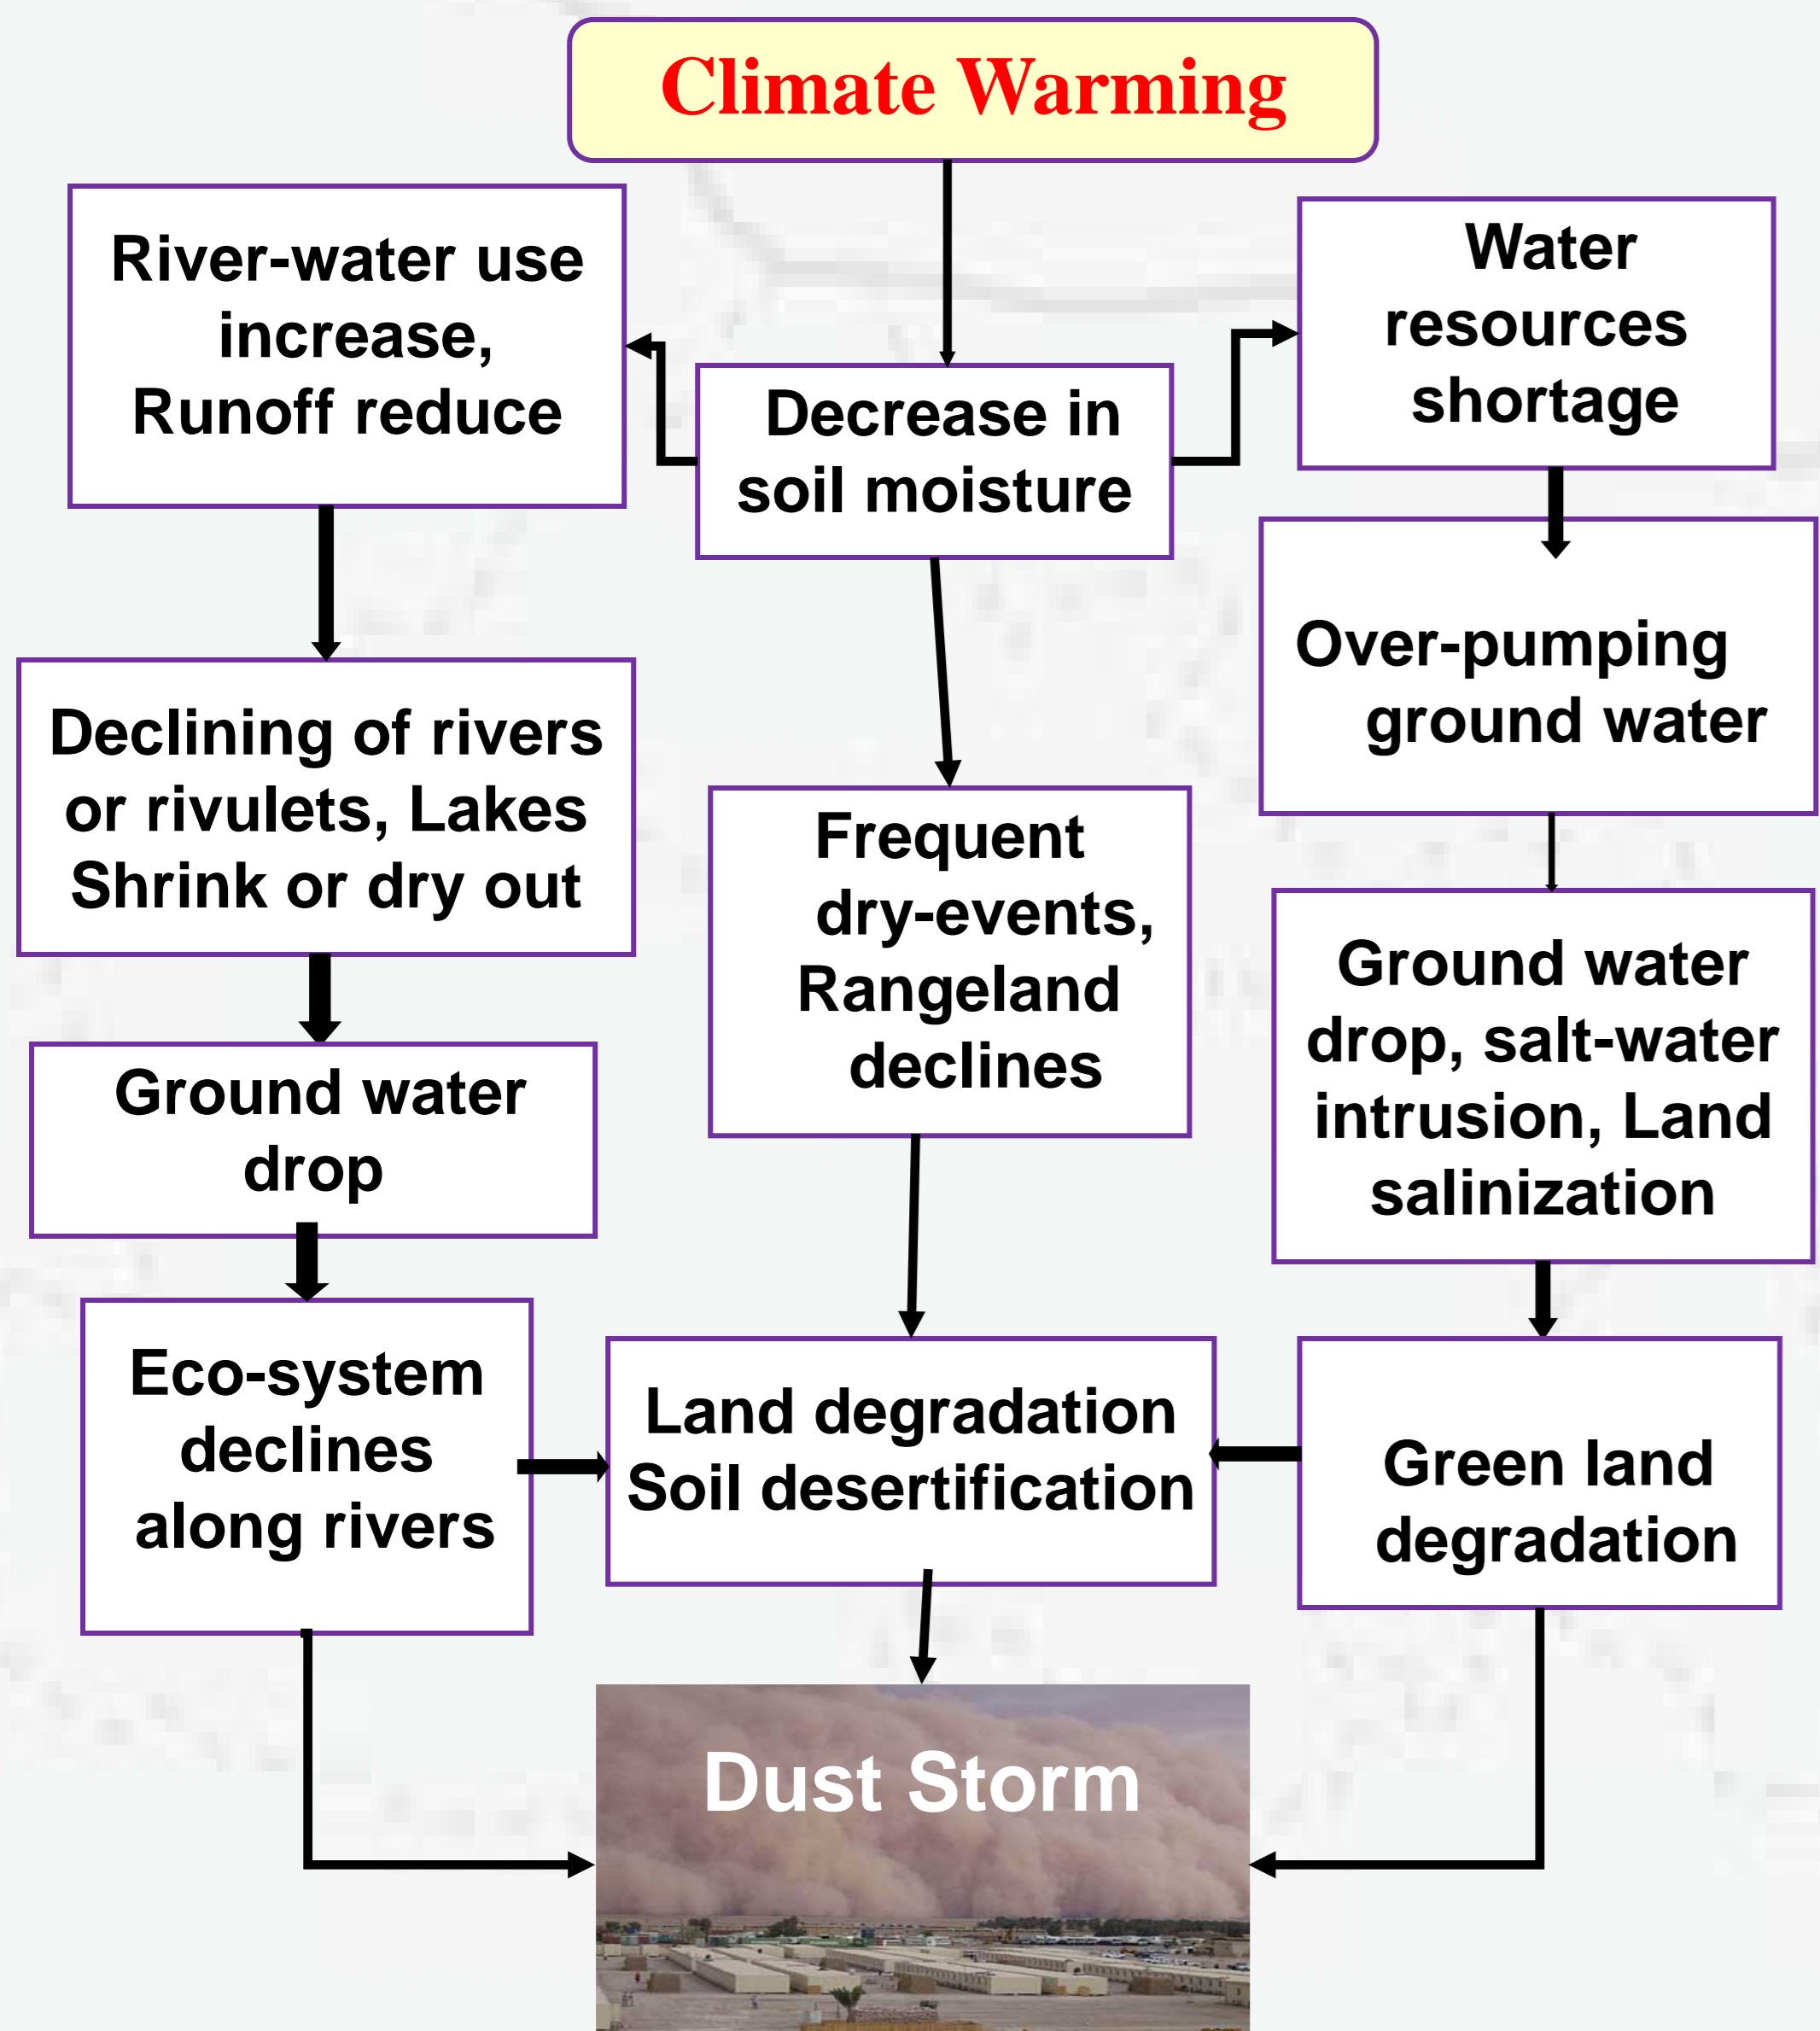 Climate Warming
River-water use
increase,
Runoff reduce
Decrease in
soil moisture
Water
resources
shortage
Declining of rivers
or rivulets, Lakes
Shrink or dry out
Frequent
dry-events,
Rangeland
declines
Over-pumping
ground water
Ground water
drop
Ground water
drop, salt-water
intrusion, Land
salinization
Eco-system
declines
along rivers
Land degradation
Soil desertification
Green land
degradation
Dust Storm